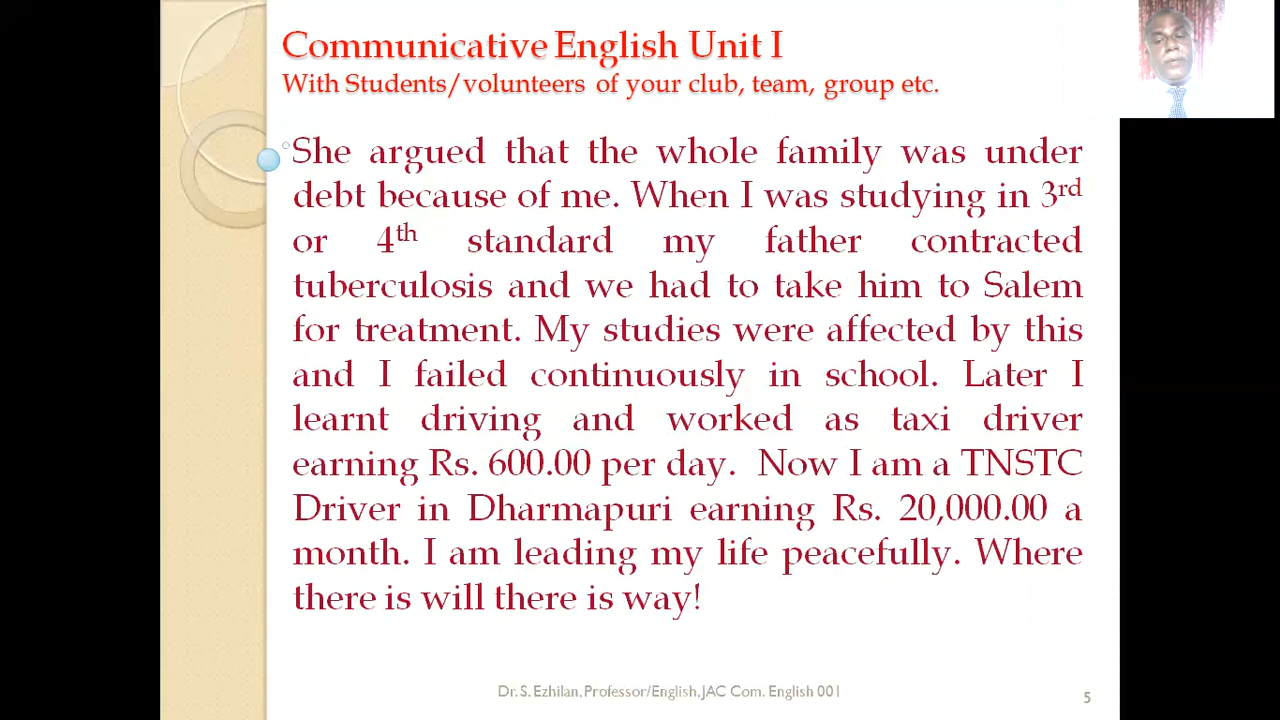 Communicative English Unit I
With Students/volunteers of your club, team, group etc.
She argued that the whole family was under
debt because of me. When I was studying in 3rd
or 4th standard my father contracted
tuberculosis and we had to take him to Salem
for treatment. My studies were affected by this
and I failed continuously in school. Later I
learnt driving and worked as taxi driver
earning Rs. 600.00 per day. Now I am a TNSTC
Driver in Dharmapuri earning Rs. 20,000.00 a
month. I am leading my life peacefully. Where
there is will there is way!
Dr. S. Ezhilan, Professor/English, JAC Com. English 001
5